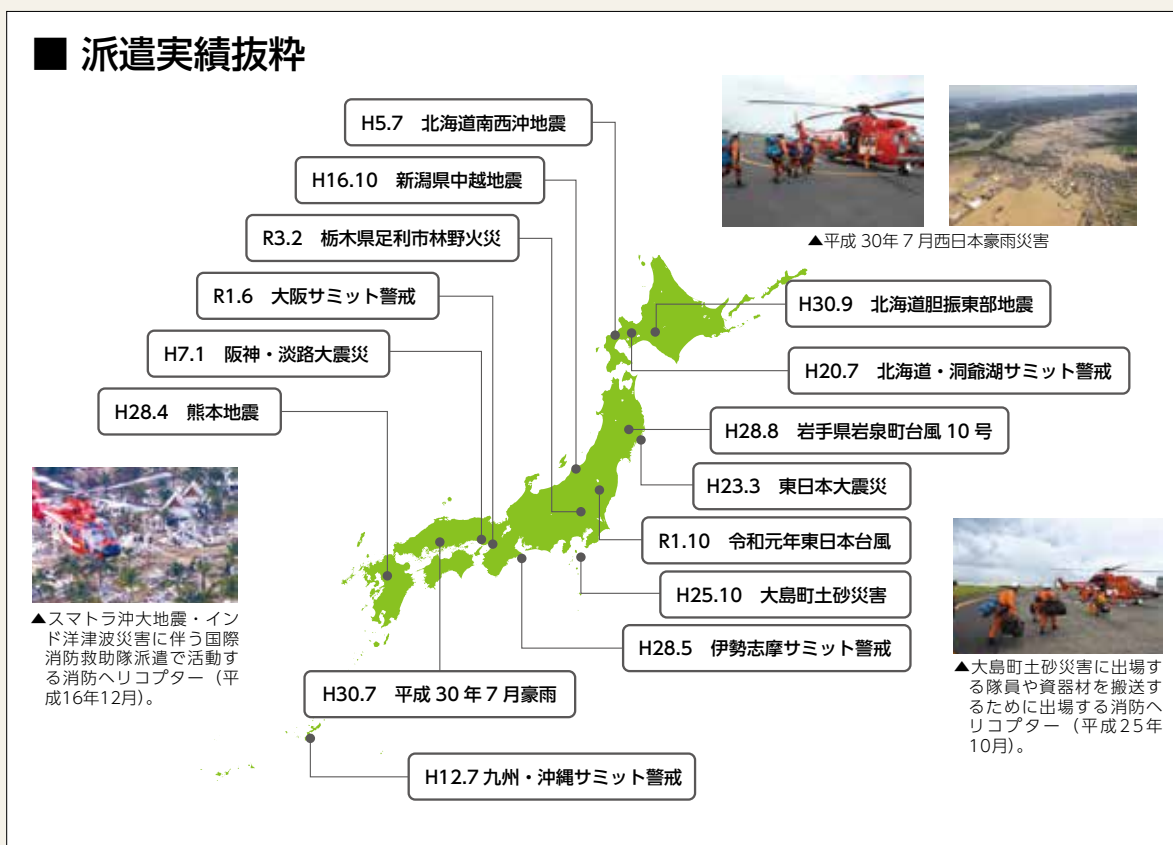 ■ 派遣実績抜粋
H5.7 北海道南西沖地震
H16.10 新潟県中越地震
R3.2 栃木県足利市林野火災
R1.6 大阪サミット警戒
H7.1 阪神・淡路大震災
H28.4 熊本地震
▲平成 30年 7 月西日本豪雨災害
H30.9 北海道胆振東部地震
H20.7 北海道・洞爺湖サミット警戒
H28.8 岩手県岩泉町台風 10 号
H23.3 東日本大震災
R1.10 令和元年東日本台風
H25.10 大島町土砂災害
H28.5 伊勢志摩サミット警戒
▲スマトラ沖大地震・イン
ド洋津波災害に伴う国際
消防救助隊派遣で活動す
る消防ヘリコプター（平
成16年12月）。
H30.7 平成 30 年 7 月豪雨
H12.7 九州・沖縄サミット警戒
▲大島町土砂災害に出場す
る隊員や資器材を搬送す
るために出場する消防ヘ
リコプター（平成25年
10月）。